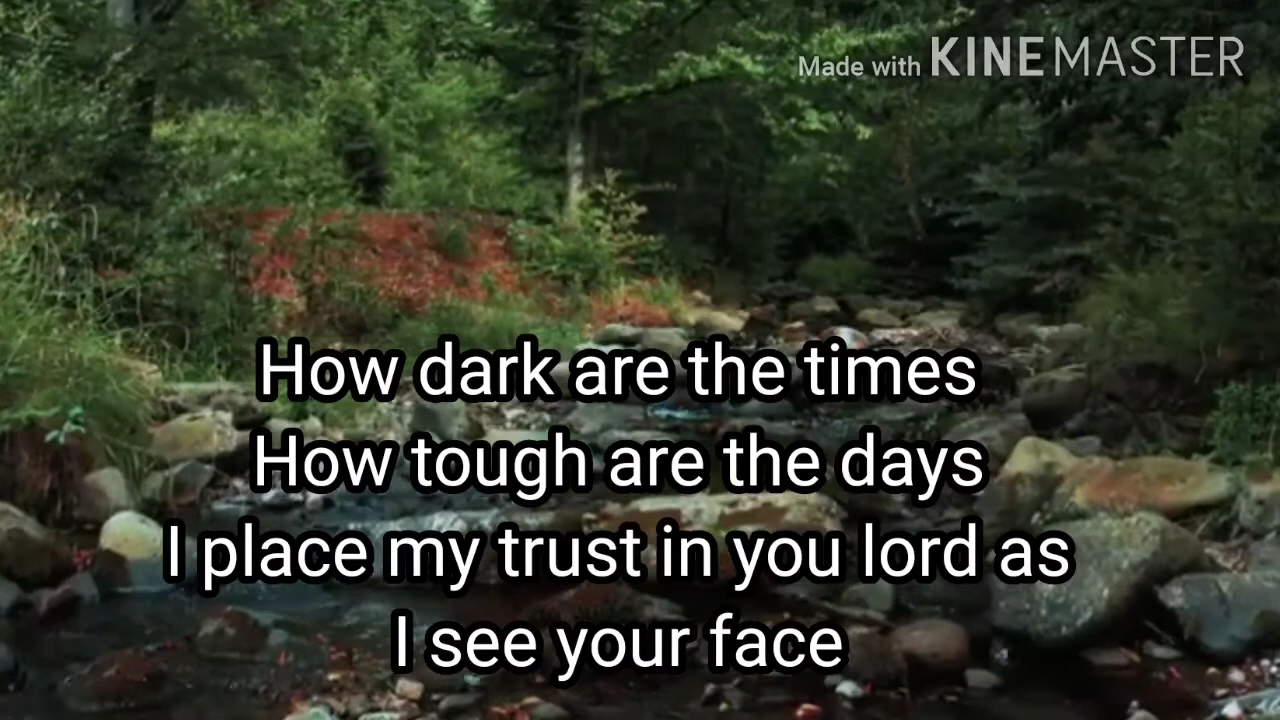 Made with KINEMASTER
How dark are the times
How tough are the days
I place my trust in you lord as
I see your face